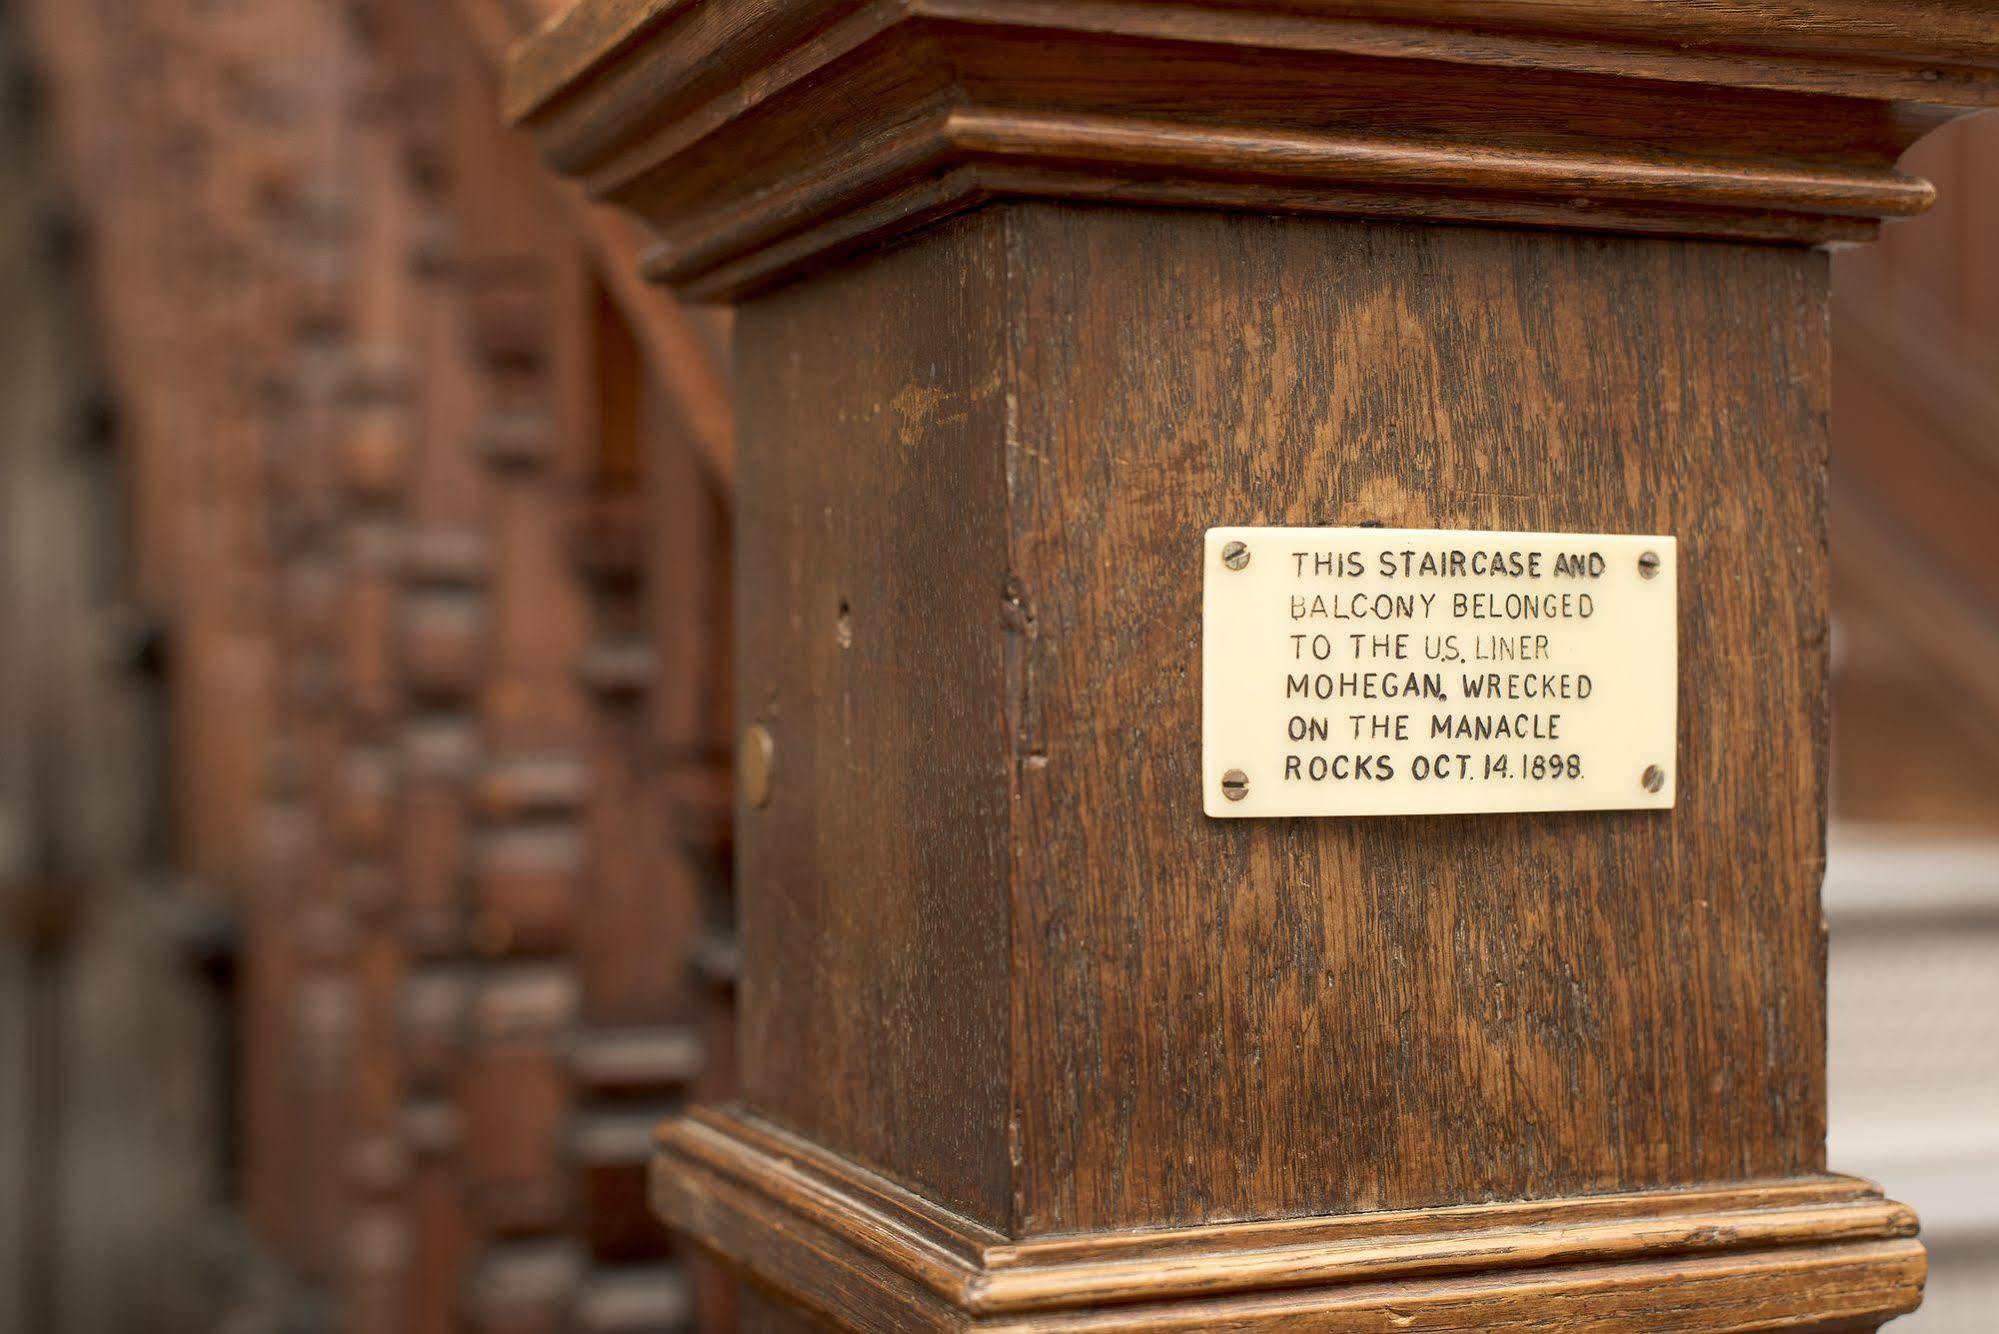 THIS STAIRCASE AND
BALCONY BELONGED
TO THE U.S. LINER
MOHEGAN, WRECKED
ON THE MANACLE
ROCKS OCT. 14. 1898.